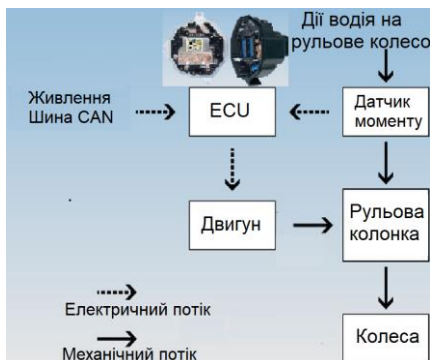 Дії водія на
рульове колесо
Живлення
Шина CAN
ECU
Датчик
моменту
Двигун
Рульова
колонка
Електричний потік
Механічний потік
Колеса